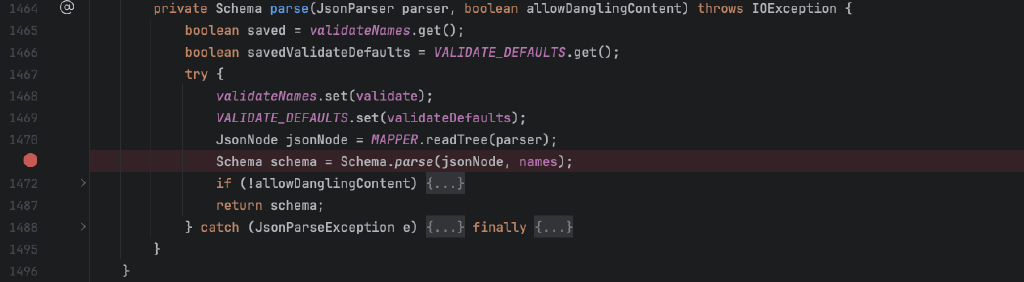 1464 @ private Schema parse(JsonParser parser, boolean allowDanglingContent) throws IOException {
1465 boolean saved = validateNames.get();
1466 boolean savedValidateDefaults = VALIDATE_DEFAULTS.get();
1467 try {
1468 validateNames.set(validate);
1469 VALIDATE_DEFAULTS.set(validateDefaults);
1470 JsonNode jsonNode = MAPPER.readTree(parser);
Schema schema = Schema.parse(jsonNode, names);
1472 if (!allowDanglingContent) {...}
1487 return schema;
1488 } catch (JsonParseException e) {...} finally {...}
1495 }
1496 }